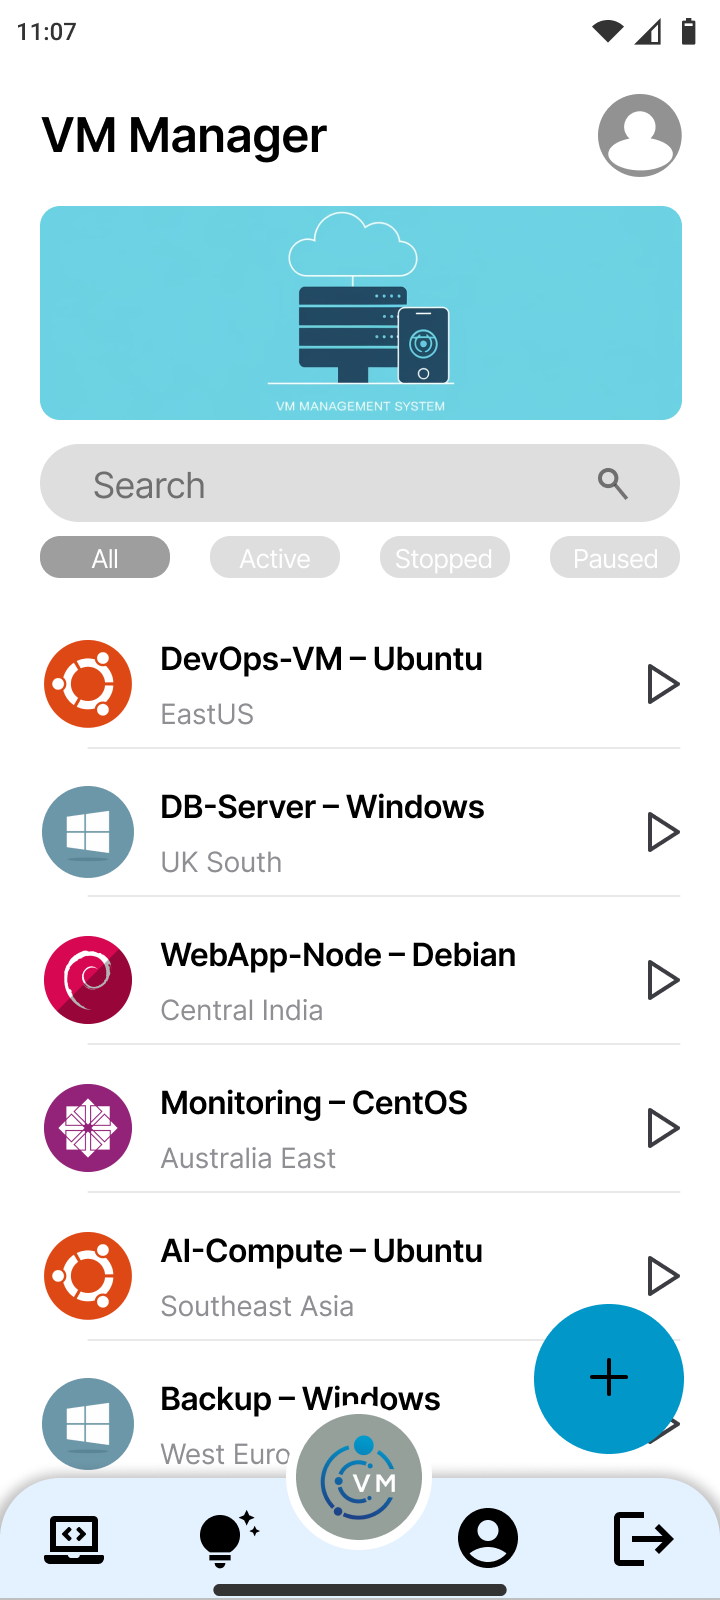 11:07
VM Manager
VM MANAGEMENT SYSTEM
Search
All
Active
Stopped
Paused
DevOps-VM – Ubuntu
EastUS
DB-Server – Windows
UK South
WebApp-Node – Debian
Central India
Monitoring – CentOS
Australia East
AI-Compute – Ubuntu
Southeast Asia
Backup – Windows
West Euro
VM